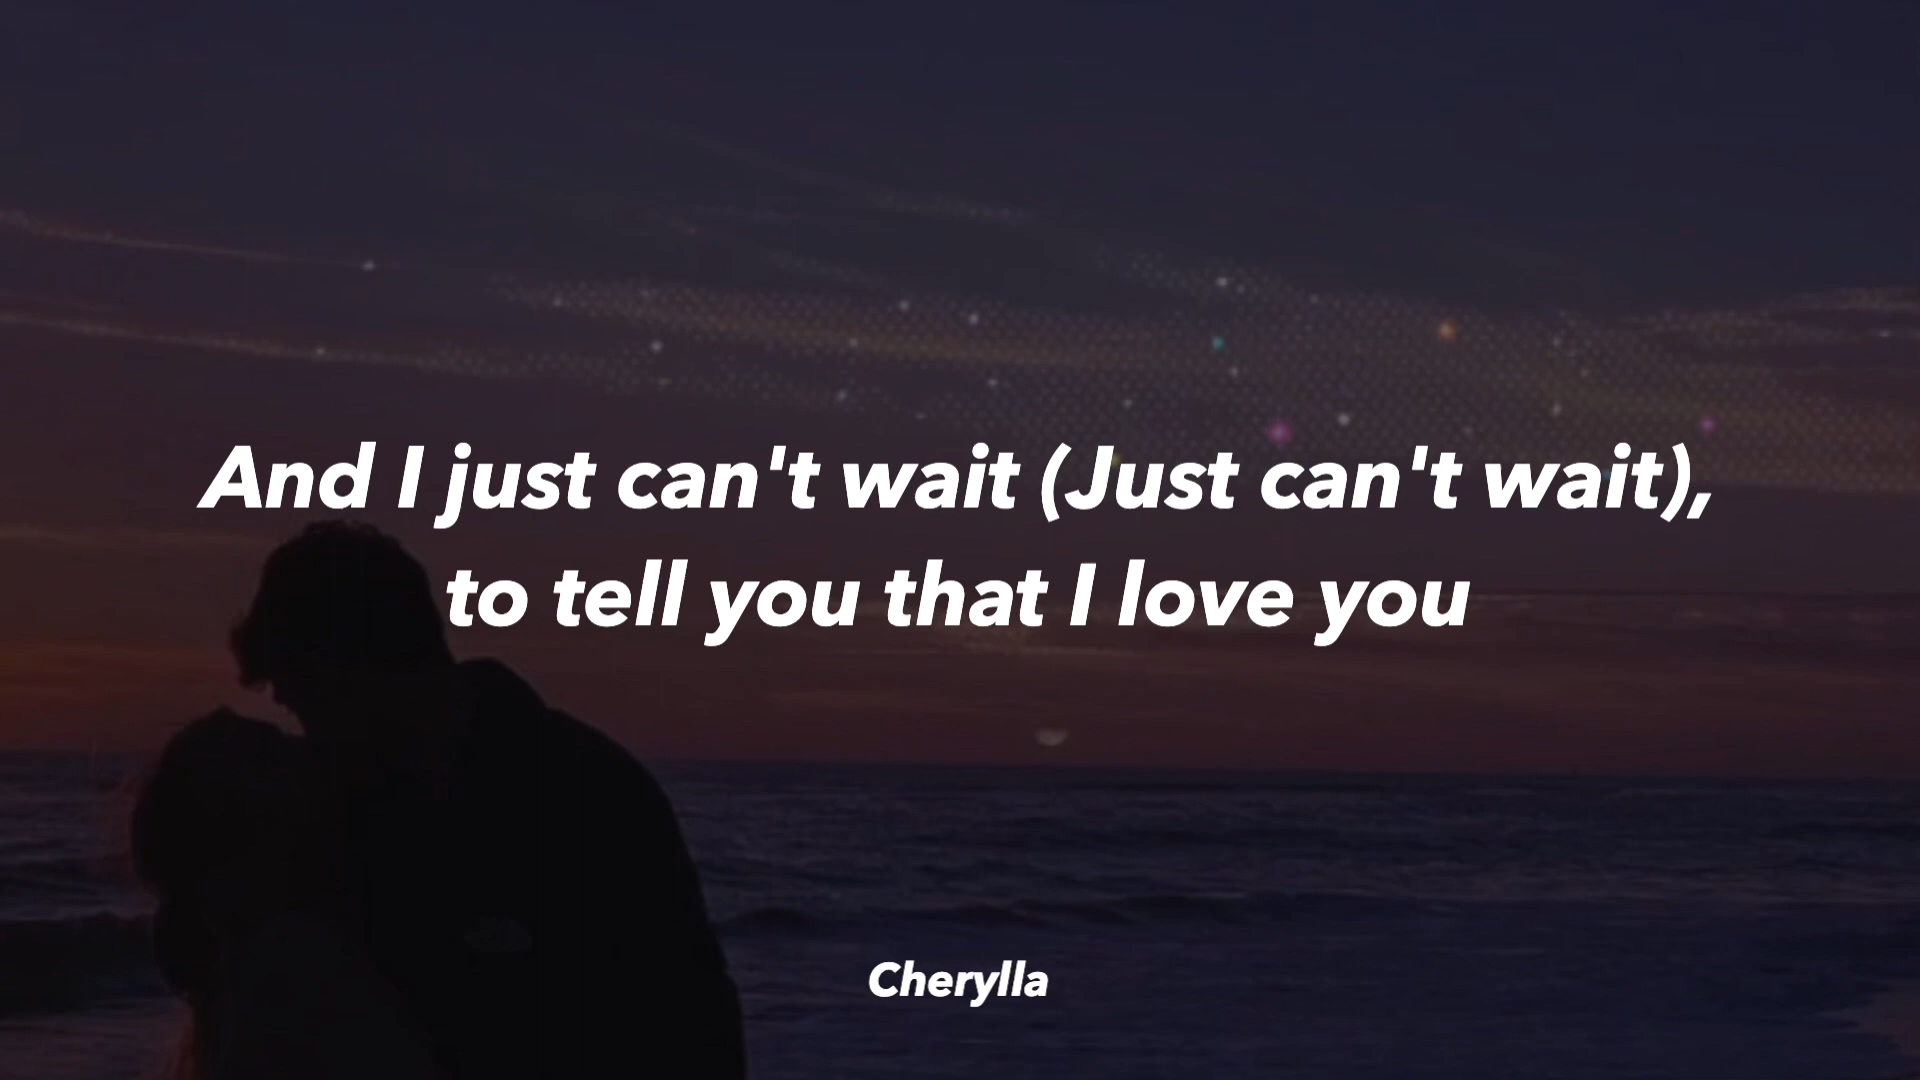 And I just can't wait (Just can't wait),
to tell you that I love you
Cherylla